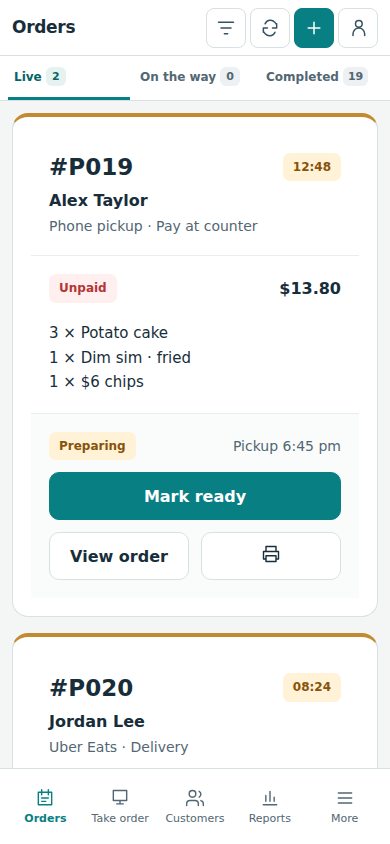 Orders
Live 2 On the way 0 Completed 19
#P019 12:48
Alex Taylor
Phone pickup · Pay at counter
Unpaid $13.80
3 × Potato cake
1 × Dim sim · fried
1 × $6 chips
Preparing Pickup 6:45 pm
Mark ready
View order
#P020 08:24
Jordan Lee
Uber Eats · Delivery
Orders Take order Customers Reports More